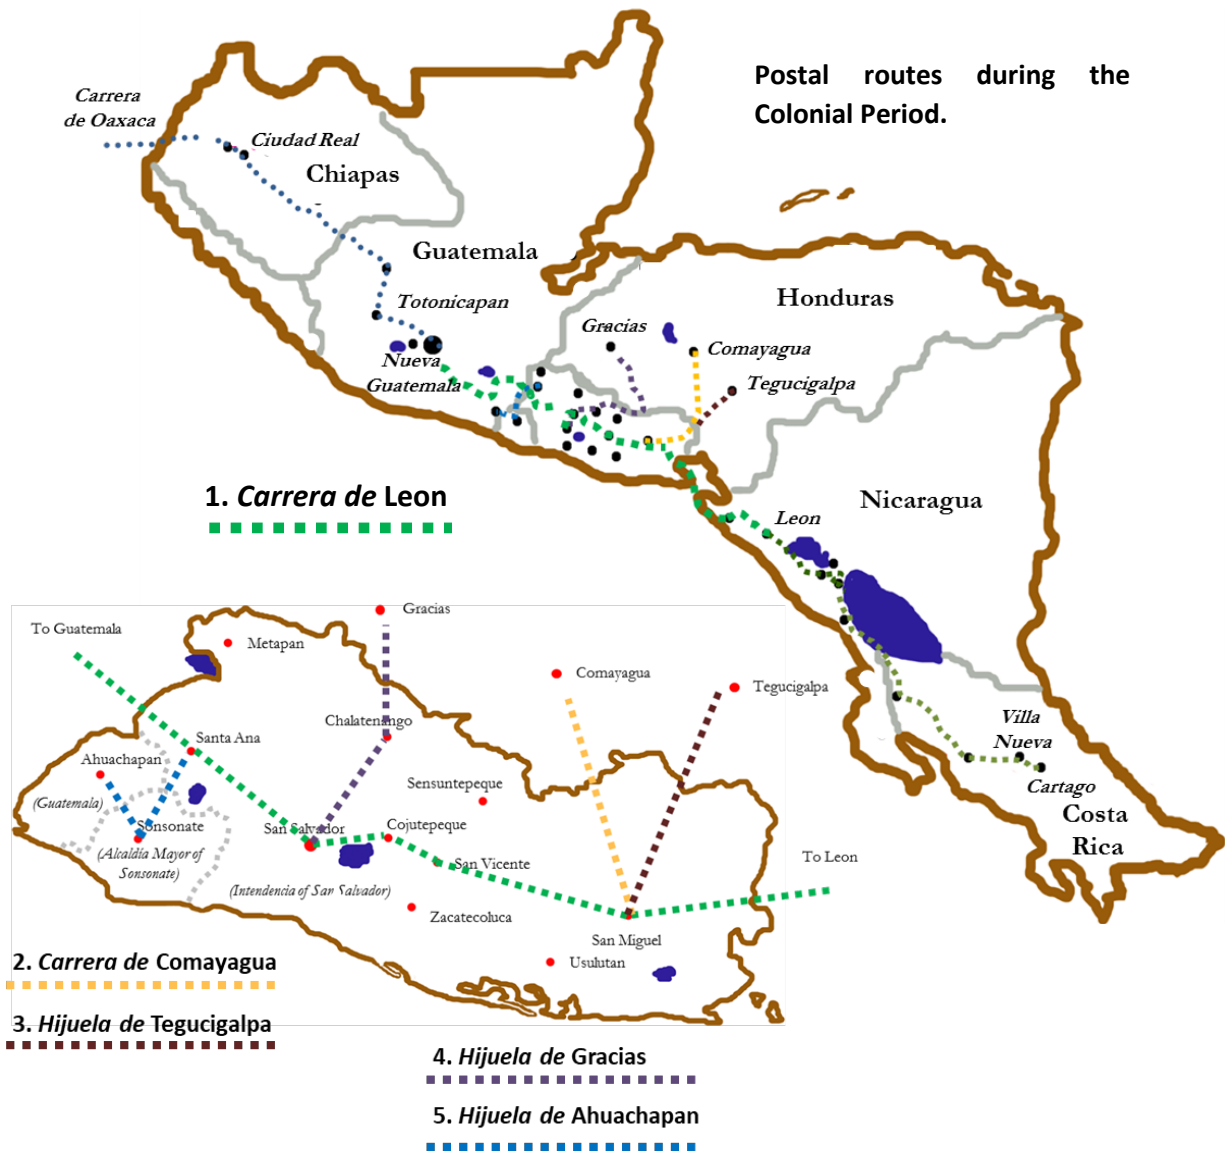 Postal routes during the
Colonial Period.
Carrera
de Oaxaca
Ciudad Real
Chiapas
Guatemala
Totonicapan
Nueva
Guatemala
Gracias
Honduras
Comayagua
Tegucigalpa
1. Carrera de Leon
Nicaragua
Leon
Villa
Nueva
Cartago
Costa
Rica
To Guatemala
Metapan
Gracias
Comayagua
Tegucigalpa
Chalatenango
Santa Ana
Ahuachapan
(Guatemala)
Sensuntepeque
Sonsonate
(Alcaldía Mayor of
Sonsonate)
San Salvador
Cojutepeque
San Vicente
(Intendencia of San Salvador)
To Leon
Zacatecoluca
San Miguel
Usulutan
2. Carrera de Comayagua
3. Hijuela de Tegucigalpa
4. Hijuela de Gracias
5. Hijuela de Ahuachapan